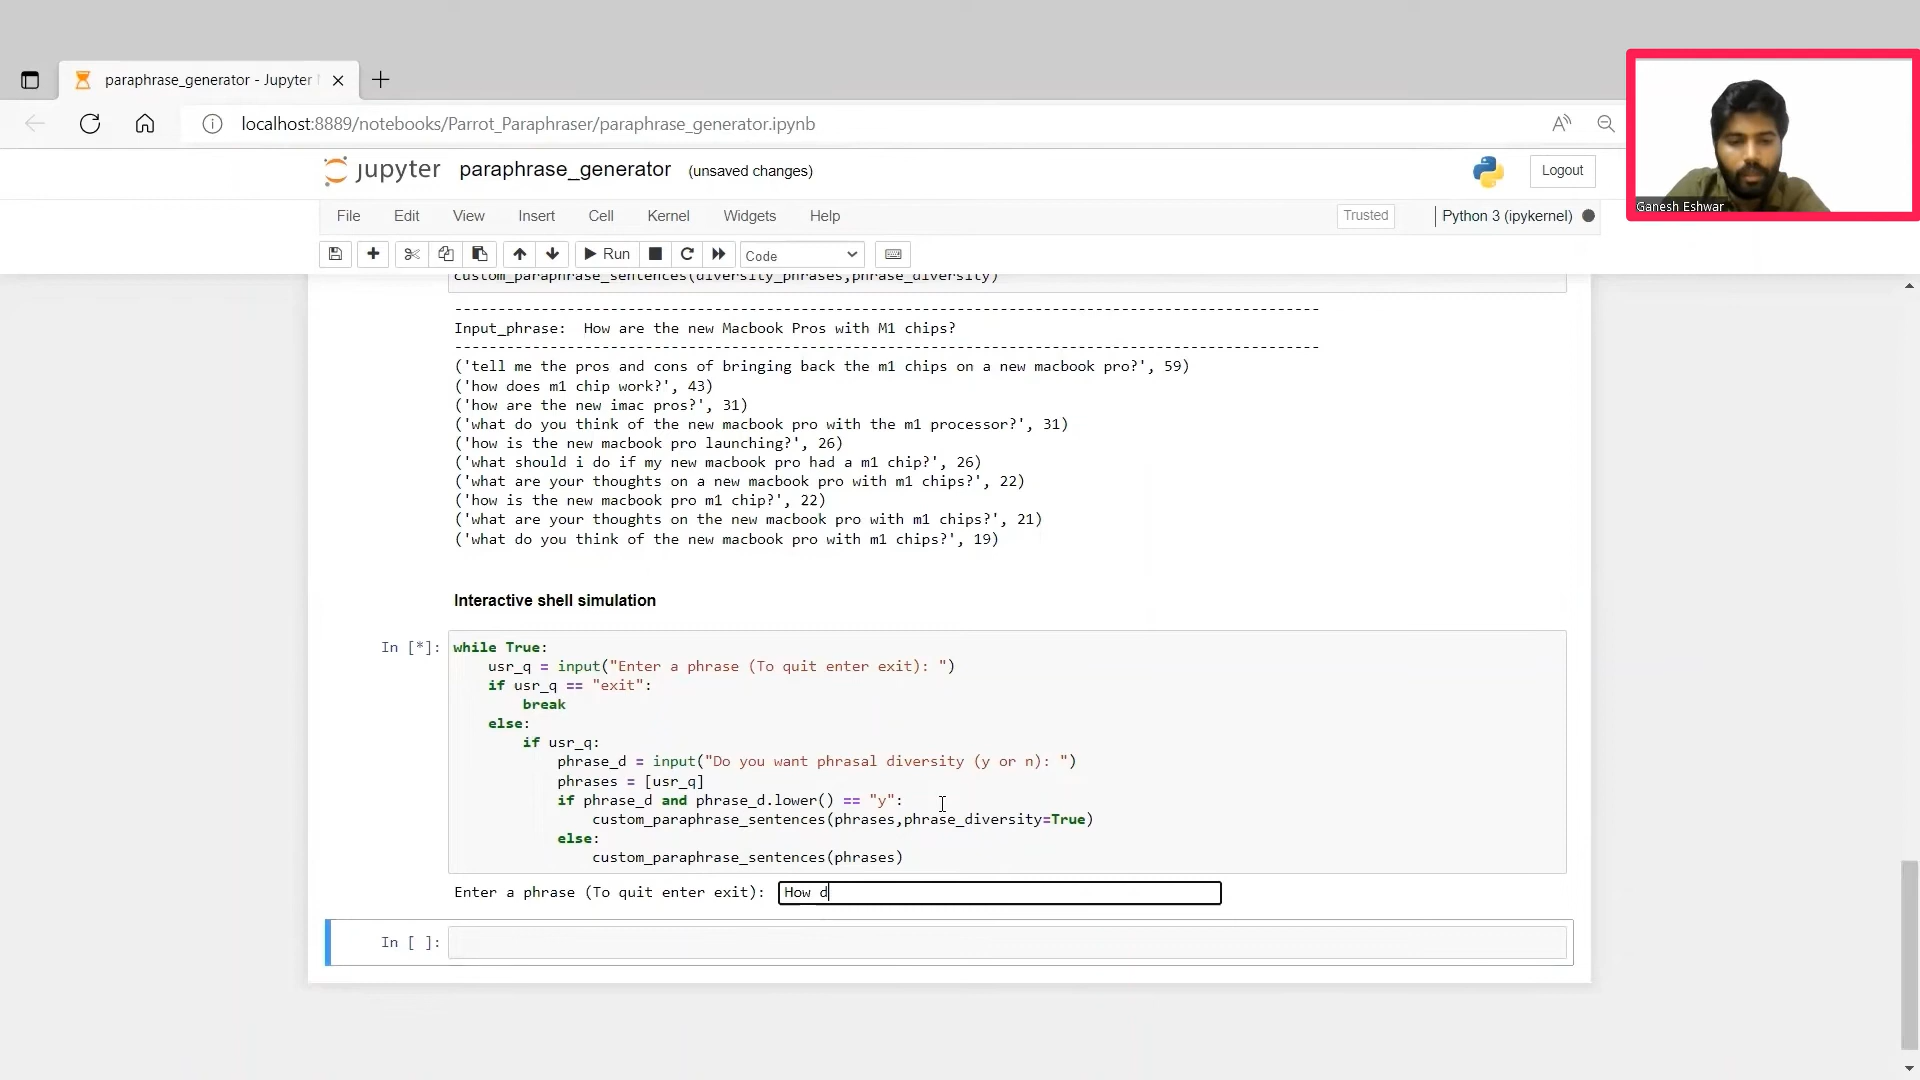 paraphrase_generator - Jupyter
localhost:8889/notebooks/Parrot_Paraphraser/paraphrase_generator.ipynb
jupyter paraphrase_generator (unsaved changes)
Logout
Ganesh Eshwar
File Edit View Insert Cell Kernel Widgets Help
Trusted Python 3 (ipykernel)
Run Code
custom_paraphrase_sentences(diversity_phrases,phrase_diversity)
----------------------------------------------------------------------------------------------------
Input_phrase:  How are the new Macbook Pros with M1 chips?
----------------------------------------------------------------------------------------------------
('tell me the pros and cons of bringing back the m1 chips on a new macbook pro?', 59)
('how does m1 chip work?', 43)
('how are the new imac pros?', 31)
('what do you think of the new macbook pro with the m1 processor?', 31)
('how is the new macbook pro launching?', 26)
('what should i do if my new macbook pro had a m1 chip?', 26)
('what are your thoughts on a new macbook pro with m1 chips?', 22)
('how is the new macbook pro m1 chip?', 22)
('what are your thoughts on the new macbook pro with m1 chips?', 21)
('what do you think of the new macbook pro with m1 chips?', 19)
Interactive shell simulation
In [*]: while True:
usr_q = input("Enter a phrase (To quit enter exit): ")
if usr_q == "exit":
break
else:
if usr_q:
phrase_d = input("Do you want phrasal diversity (y or n): ")
phrases = [usr_q]
if phrase_d and phrase_d.lower() == "y":
custom_paraphrase_sentences(phrases,phrase_diversity=True)
else:
custom_paraphrase_sentences(phrases)
Enter a phrase (To quit enter exit): How d
In [ ]: